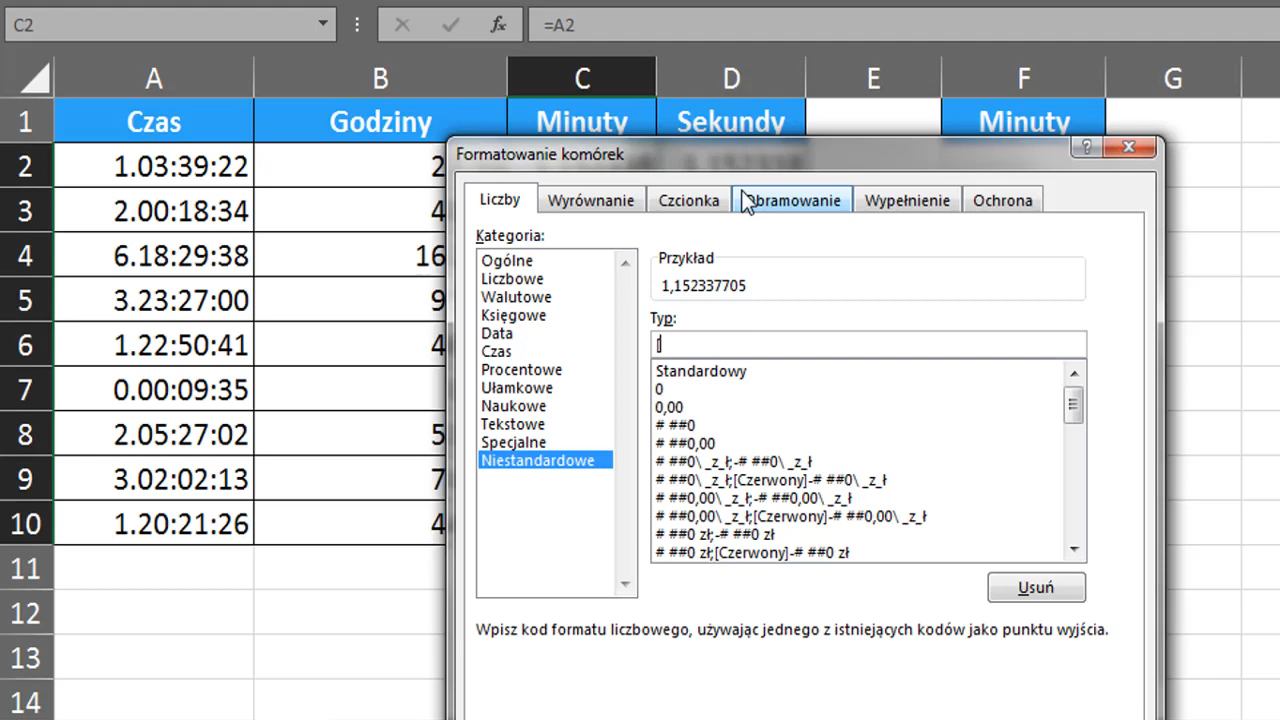 C2 fx =A2
A B C D E F G
1 Czas Godziny Minuty Sekundy Minuty
2 1.03:39:22 2
3 2.00:18:34 4
4 6.18:29:38 16
5 3.23:27:00 9
6 1.22:50:41 4
7 0.00:09:35
8 2.05:27:02 5
9 3.02:02:13 7
10 1.20:21:26 4
11
12
13
14
Formatowanie komórek ?
Liczby Wyrównanie Czcionka Obramowanie Wypełnienie Ochrona
Kategoria:
Ogólne
Liczbowe
Walutowe
Księgowe
Data
Czas
Procentowe
Ułamkowe
Naukowe
Tekstowe
Specjalne
Niestandardowe
Przykład
1,152337705
Typ:
[
Standardowy
0
0,00
# ##0
# ##0,00
# ##0\ _z_ł;-# ##0\ _z_ł
# ##0\ _z_ł;[Czerwony]-# ##0\ _z_ł
# ##0,00\ _z_ł;-# ##0,00\ _z_ł
# ##0,00\ _z_ł;[Czerwony]-# ##0,00\ _z_ł
# ##0 zł;-# ##0 zł
# ##0 zł;[Czerwony]-# ##0 zł
Usuń
Wpisz kod formatu liczbowego, używając jednego z istniejących kodów jako punktu wyjścia.